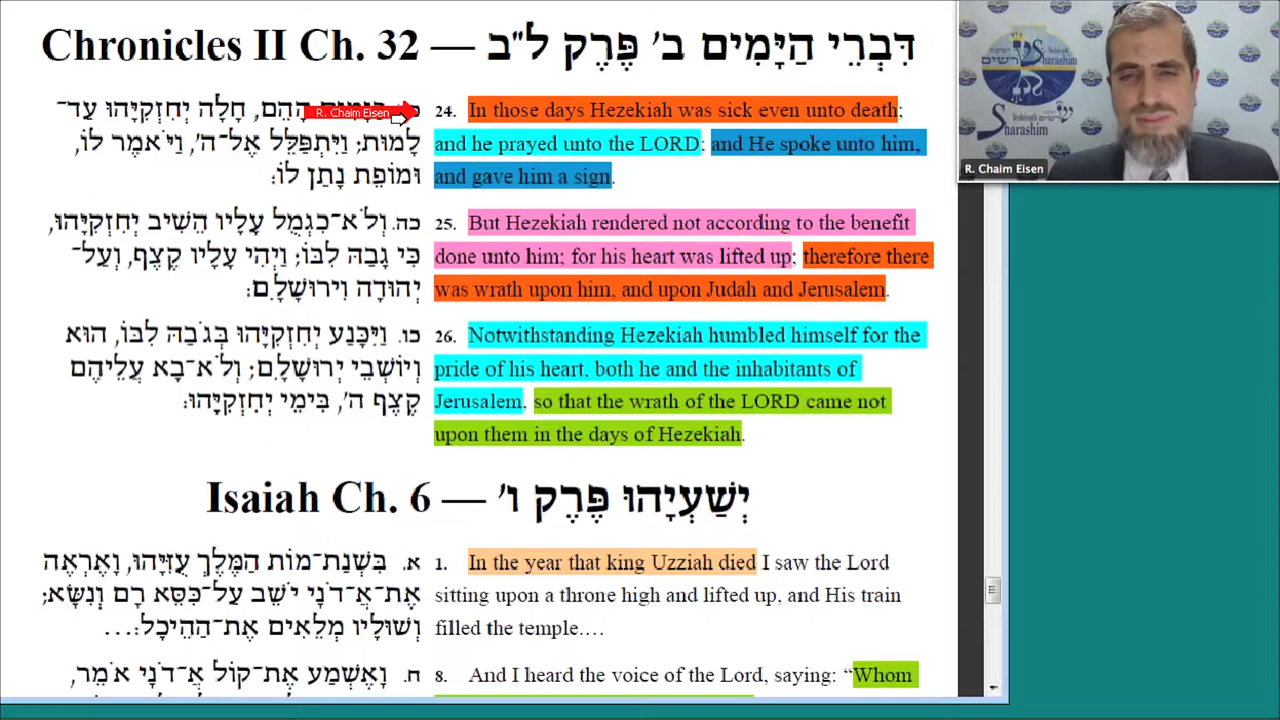 Chronicles II Ch. 32 — דִּבְרֵי הַיָּמִים ב׳ פֶּרֶק ל"ב
הָהֵם, חָלָה יְחִזְקִיָּהוּ עַד־
לָמוּת; וַיִּתְפַּלֵּל אֶל־ה׳, וַיֹּאמֶר לוֹ,
וּמוֹפֵת נָתַן לוֹ:
24. In those days Hezekiah was sick even unto death;
and he prayed unto the LORD; and He spoke unto him,
and gave him a sign.
כה. וְלֹא־כִגְמֻל עָלָיו הֵשִׁיב יְחִזְקִיָּהוּ,
כִּי גָבַהּ לִבּוֹ; וַיְהִי עָלָיו קֶצֶף, וְעַל־
יְהוּדָה וִירוּשָׁלָ‍ִם:
25. But Hezekiah rendered not according to the benefit
done unto him; for his heart was lifted up; therefore there
was wrath upon him, and upon Judah and Jerusalem.
כו. וַיִּכָּנַע יְחִזְקִיָּהוּ בְּגֹבַהּ לִבּוֹ, הוּא
וְיוֹשְׁבֵי יְרוּשָׁלָ‍ִם; וְלֹא־בָא עֲלֵיהֶם
קֶצֶף ה׳, בִּימֵי יְחִזְקִיָּהוּ:
26. Notwithstanding Hezekiah humbled himself for the
pride of his heart, both he and the inhabitants of
Jerusalem, so that the wrath of the LORD came not
upon them in the days of Hezekiah.
Isaiah Ch. 6 — יְשַׁעְיָהוּ פֶּרֶק ו׳
א. בִּשְׁנַת־מוֹת הַמֶּלֶךְ עֻזִּיָּהוּ, וָאֶרְאֶה
אֶת־אֲ־דֹנָי יֹשֵׁב עַל־כִּסֵּא רָם וְנִשָּׂא;
וְשׁוּלָיו מְלֵאִים אֶת־הַהֵיכָל:…
1. In the year that king Uzziah died I saw the Lord
sitting upon a throne high and lifted up, and His train
filled the temple.…
ח. וָאֶשְׁמַע אֶת־קוֹל אֲ־דֹנָי אֹמֵר,
8. And I heard the voice of the Lord, saying: “Whom
R. Chaim Eisen
Sharashim
R. Chaim Eisen